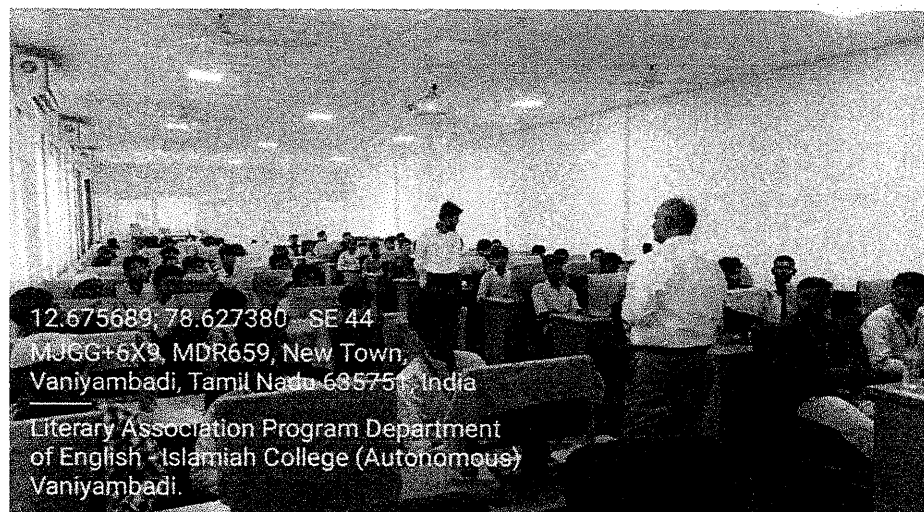 12.675689, 78.627380 SE 44
MJGG+6X9, MDR659, New Town,
Vaniyambadi, Tamil Nadu 635751, India
Literary Association Program Department
of English - Islamiah College (Autonomous)
Vaniyambadi.